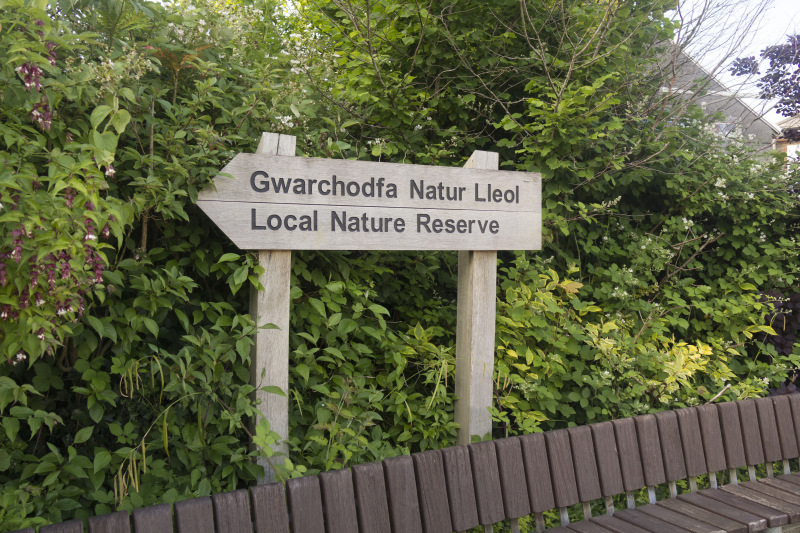 Gwarchodfa Natur Lleol
Local Nature Reserve